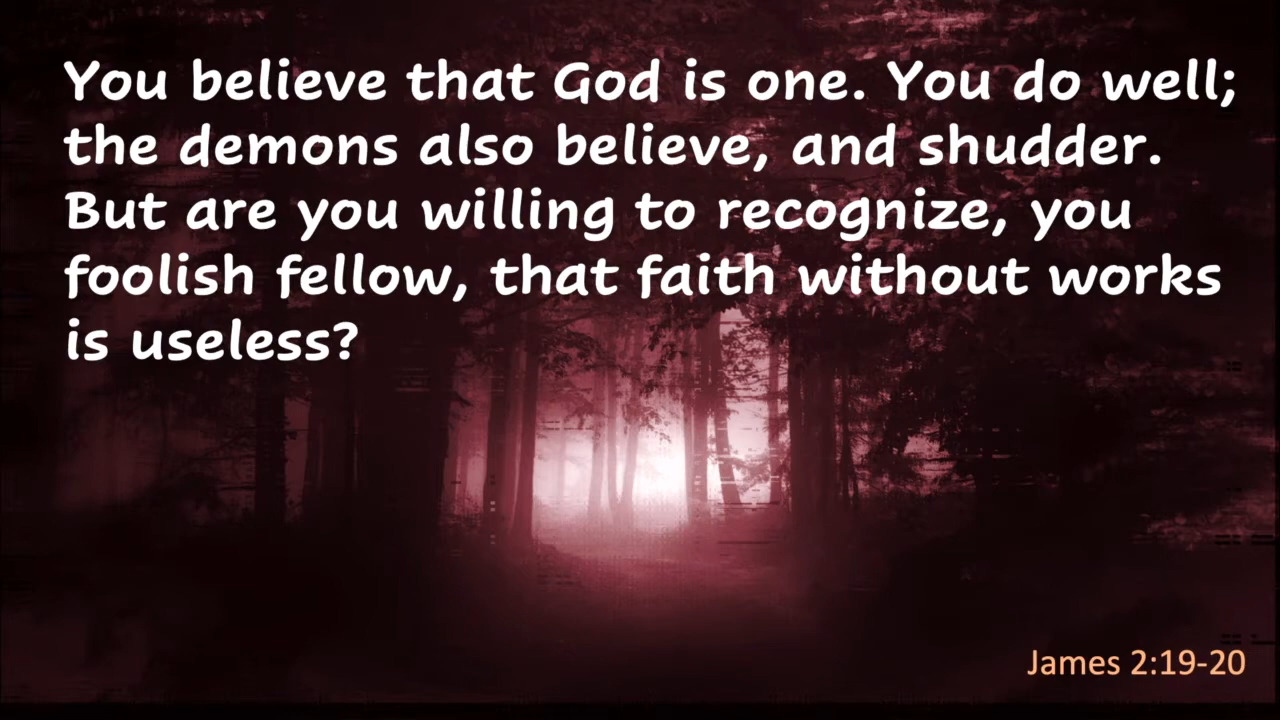 You believe that God is one. You do well;
the demons also believe, and shudder.
But are you willing to recognize, you
foolish fellow, that faith without works
is useless?
James 2:19-20